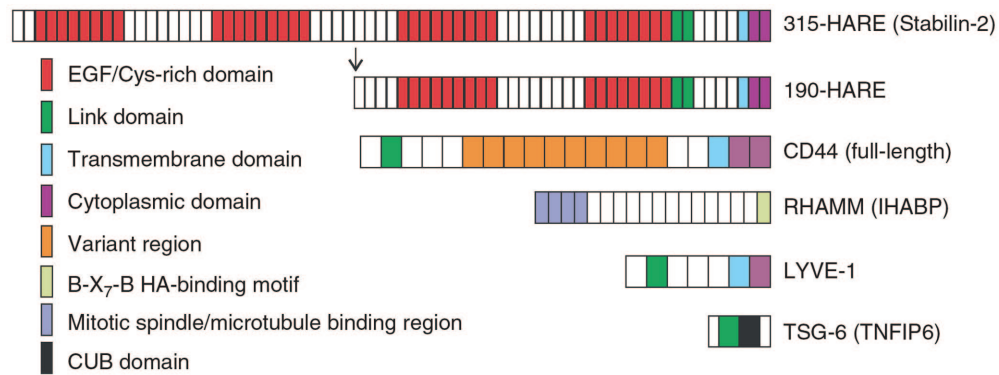 315-HARE (Stabilin-2)
EGF/Cys-rich domain
190-HARE
Link domain
Transmembrane domain
CD44 (full-length)
Cytoplasmic domain
RHAMM (IHABP)
Variant region
B-X7-B HA-binding motif
LYVE-1
Mitotic spindle/microtubule binding region
TSG-6 (TNFIP6)
CUB domain